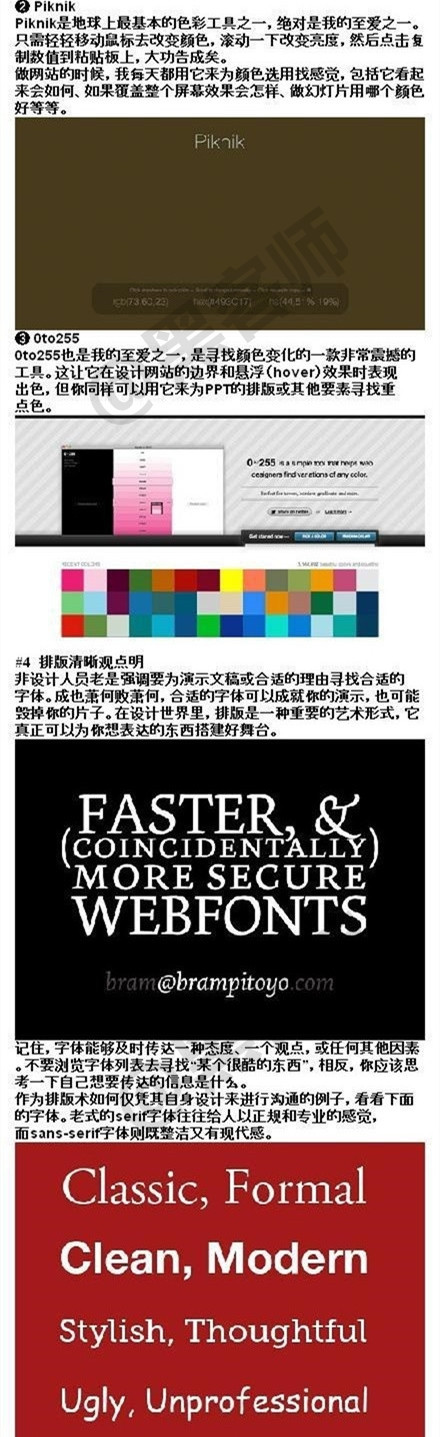 ❷ Piknik
Piknik是地球上最基本的色彩工具之一，绝对是我的至爱之一。
只需轻轻移动鼠标去改变颜色，滚动一下改变亮度，然后点击复
制数值到粘贴板上，大功告成矣。
做网站的时候，我每天都用它来为颜色选用找感觉，包括它看起
来会如何、如果覆盖整个屏幕效果会怎样、做幻灯片用哪个颜色
好等等。
Piknik
❸ 0to255
0to255也是我的至爱之一，是寻找颜色变化的一款非常震撼的
工具。这让它在设计网站的边界和悬浮（hover）效果时表现
出色，但你同样可以用它来为PPT的排版或其他要素寻找重
点色。
0to255 is a simple tool that helps web
designers find variations of any color.
Get started now—
RECENT COLORS
#4 排版清晰观点明
非设计人员老是强调要为演示文稿或合适的理由寻找合适的
字体。成也萧何败萧何，合适的字体可以成就你的演示，也可能
毁掉你的片子。在设计世界里，排版是一种重要的艺术形式，它
真正可以为你想表达的东西搭建好舞台。
FASTER, &
(COINCIDENTALLY)
MORE SECURE
WEBFONTS
bram@brampitoyo.com
记住，字体能够及时传达一种态度、一个观点，或任何其他因素
。不要浏览字体列表去寻找“某个很酷的东西”，相反，你应该思
考一下自己想要传达的信息是什么。
作为排版术如何仅凭其自身设计来进行沟通的例子，看看下面
的字体。老式的serif字体往往给人以正规和专业的感觉，
而sans-serif字体则既整洁又有现代感。
Classic, Formal
Clean, Modern
Stylish, Thoughtful
Ugly, Unprofessional